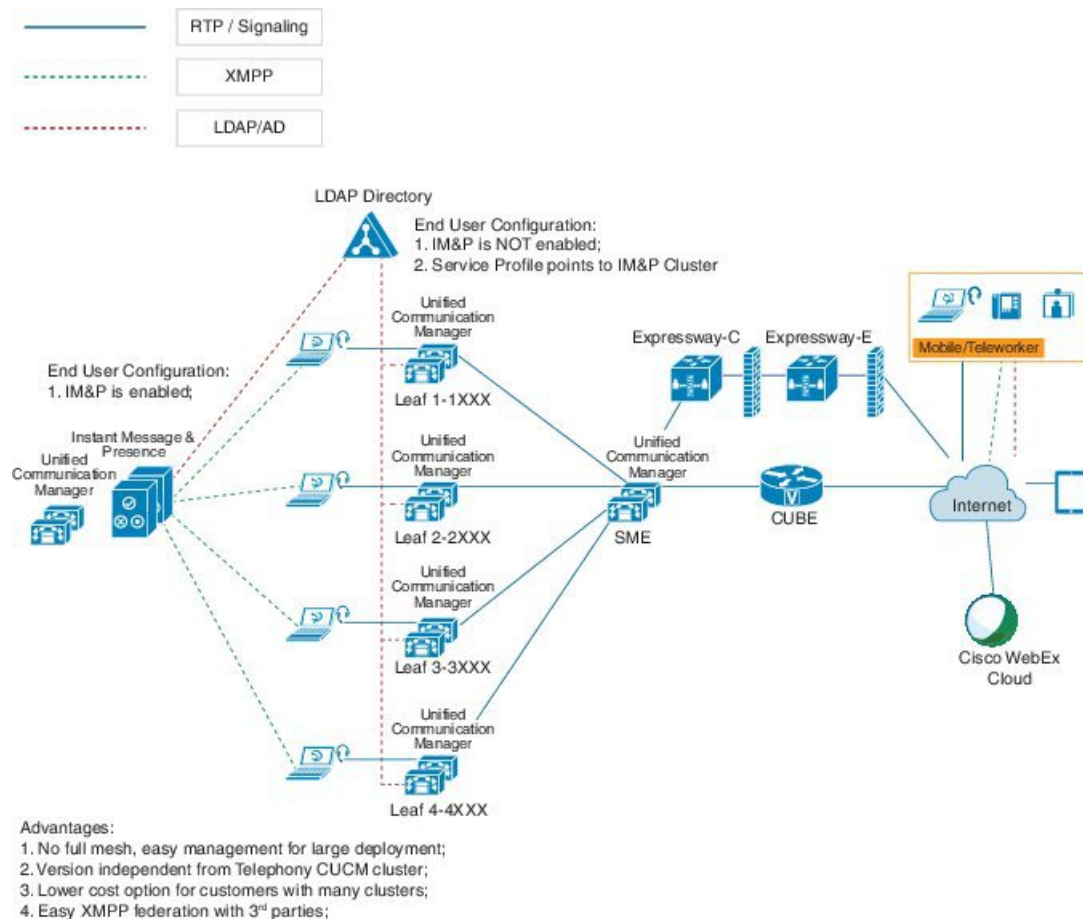 RTP / Signaling
XMPP
LDAP/AD
LDAP Directory
End User Configuration:
1. IM&P is NOT enabled;
2. Service Profile points to IM&P Cluster
Unified
Communication
Manager
Leaf 1-1XXX
Expressway-C
Expressway-E
Mobile/Teleworker
End User Configuration:
1. IM&P is enabled;
Instant Message &
Presence
Unified
Communication
Manager
Unified
Communication
Manager
Leaf 2-2XXX
Unified
Communication
Manager
SME
CUBE
Internet
Unified
Communication
Manager
Leaf 3-3XXX
Cisco WebEx
Cloud
Unified
Communication
Manager
Leaf 4-4XXX
Advantages:
1. No full mesh, easy management for large deployment;
2. Version independent from Telephony CUCM cluster;
3. Lower cost option for customers with many clusters;
4. Easy XMPP federation with 3rd parties;